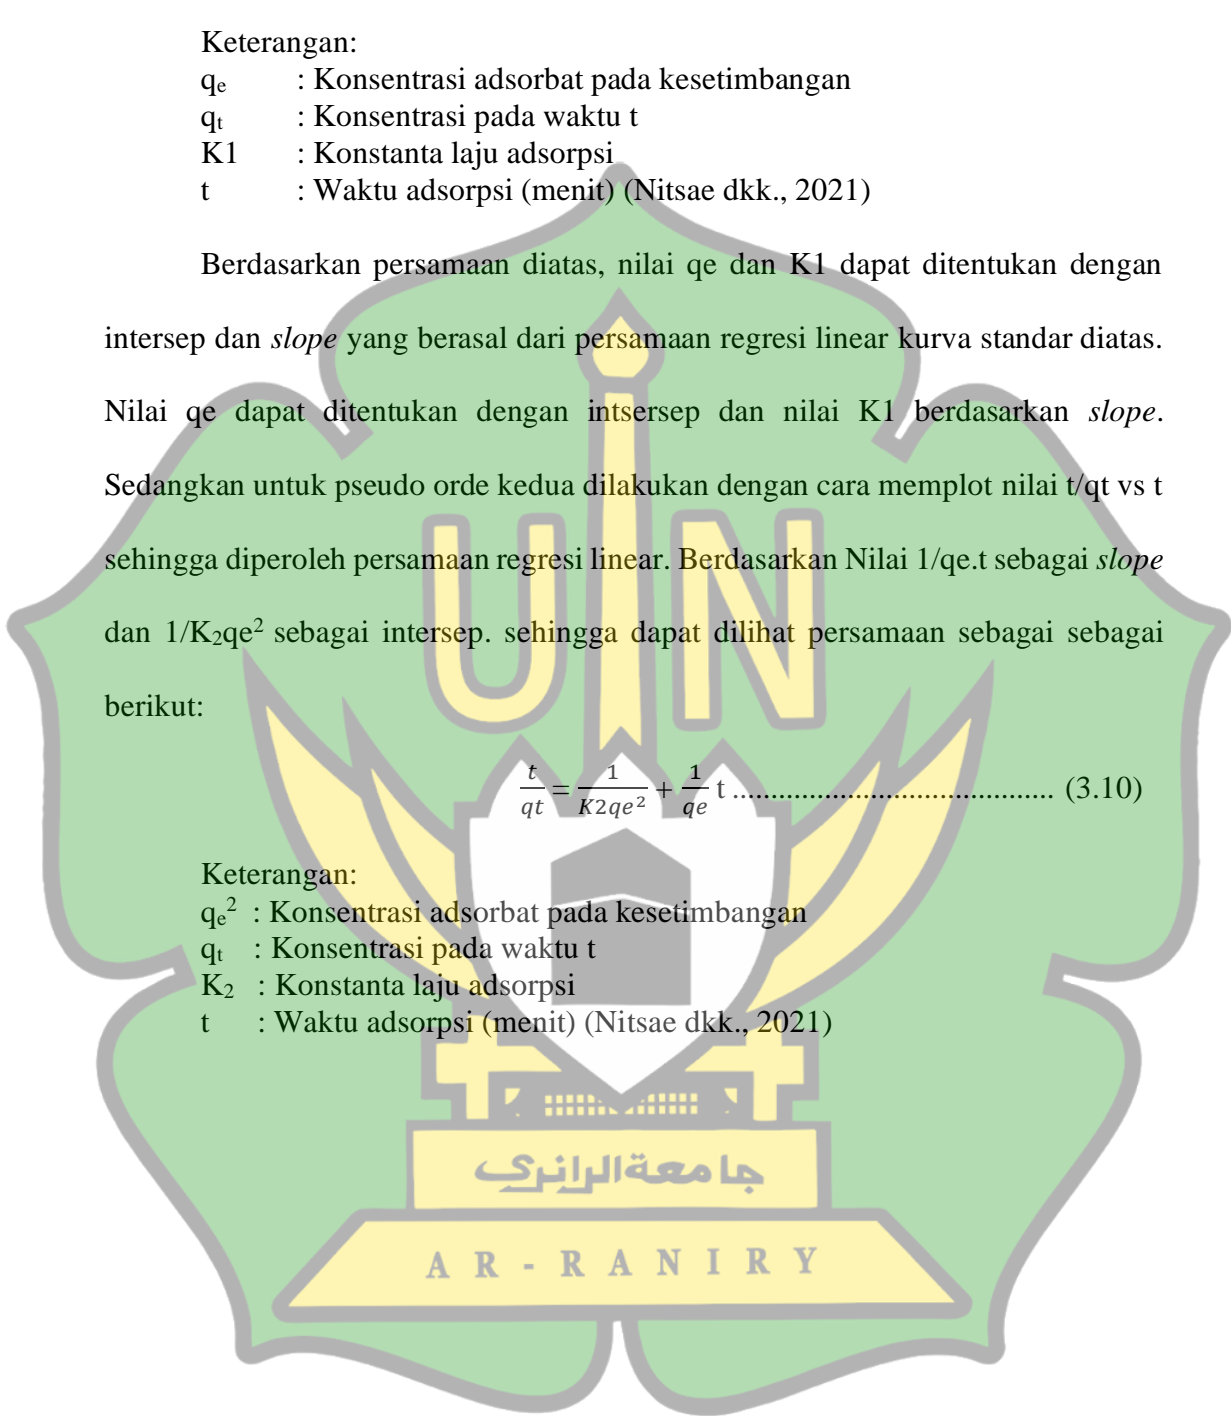 Keterangan:
qₑ : Konsentrasi adsorbat pada kesetimbangan
qₜ : Konsentrasi pada waktu t
K1 : Konstanta laju adsorpsi
t : Waktu adsorpsi (menit) (Nitsae dkk., 2021)
Berdasarkan persamaan diatas, nilai qe dan K1 dapat ditentukan dengan
intersep dan slope yang berasal dari persamaan regresi linear kurva standar diatas.
Nilai qe dapat ditentukan dengan intsersep dan nilai K1 berdasarkan slope.
Sedangkan untuk pseudo orde kedua dilakukan dengan cara memplot nilai t/qt vs t
sehingga diperoleh persamaan regresi linear. Berdasarkan Nilai 1/qe.t sebagai slope
dan 1/K₂qe² sebagai intersep. sehingga dapat dilihat persamaan sebagai sebagai
berikut:
t/qt = 1/K2qe² + 1/qe t .......................................... (3.10)
Keterangan:
qₑ² : Konsentrasi adsorbat pada kesetimbangan
qₜ : Konsentrasi pada waktu t
K₂ : Konstanta laju adsorpsi
t : Waktu adsorpsi (menit) (Nitsae dkk., 2021)
UIN
جامعة الرانري
AR-RANIRY